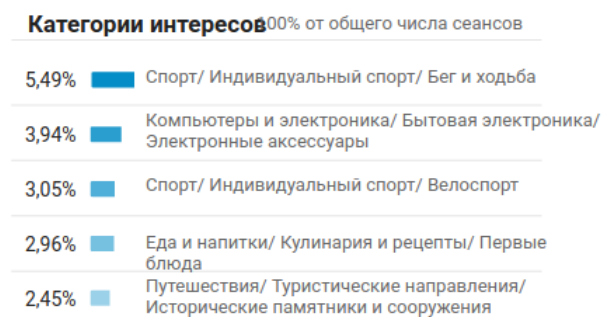 Категории интересов 100% от общего числа сеансов
5,49% Спорт/ Индивидуальный спорт/ Бег и ходьба
3,94% Компьютеры и электроника/ Бытовая электроника/
Электронные аксессуары
3,05% Спорт/ Индивидуальный спорт/ Велоспорт
2,96% Еда и напитки/ Кулинария и рецепты/ Первые
блюда
2,45% Путешествия/ Туристические направления/
Исторические памятники и сооружения